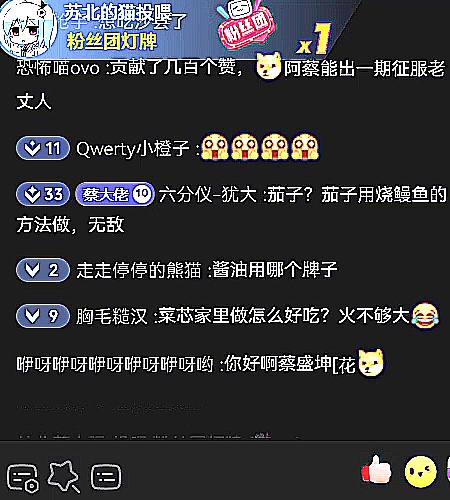 苏北的猫投喂
粉丝团灯牌
粉丝团
x1
恐怖喵ovo :贡献了几百个赞，阿蔡能出一期征服老
丈人
11 Qwerty小橙子 :
33 蔡大佬 10 六分仪-犹大 :茄子？茄子用烧鳗鱼的
方法做，无敌
2 走走停停的熊猫 :酱油用哪个牌子
9 胸毛糙汉 :菜芯家里做怎么好吃？火不够大
咿呀咿呀咿呀咿呀咿呀咿呀哟 :你好啊蔡盛坤[花